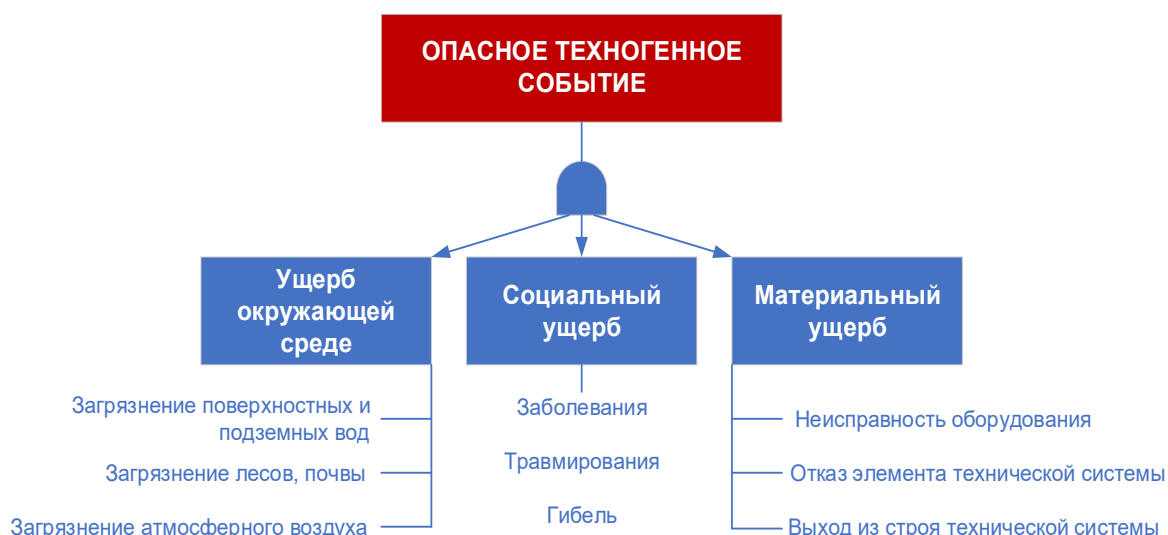 ОПАСНОЕ ТЕХНОГЕННОЕ
СОБЫТИЕ
Ущерб
окружающей
среде
Социальный
ущерб
Материальный
ущерб
Загрязнение поверхностных и
подземных вод
Загрязнение лесов, почвы
Загрязнение атмосферного воздуха
Заболевания
Травмирования
Гибель
Неисправность оборудования
Отказ элемента технической системы
Выход из строя технической системы